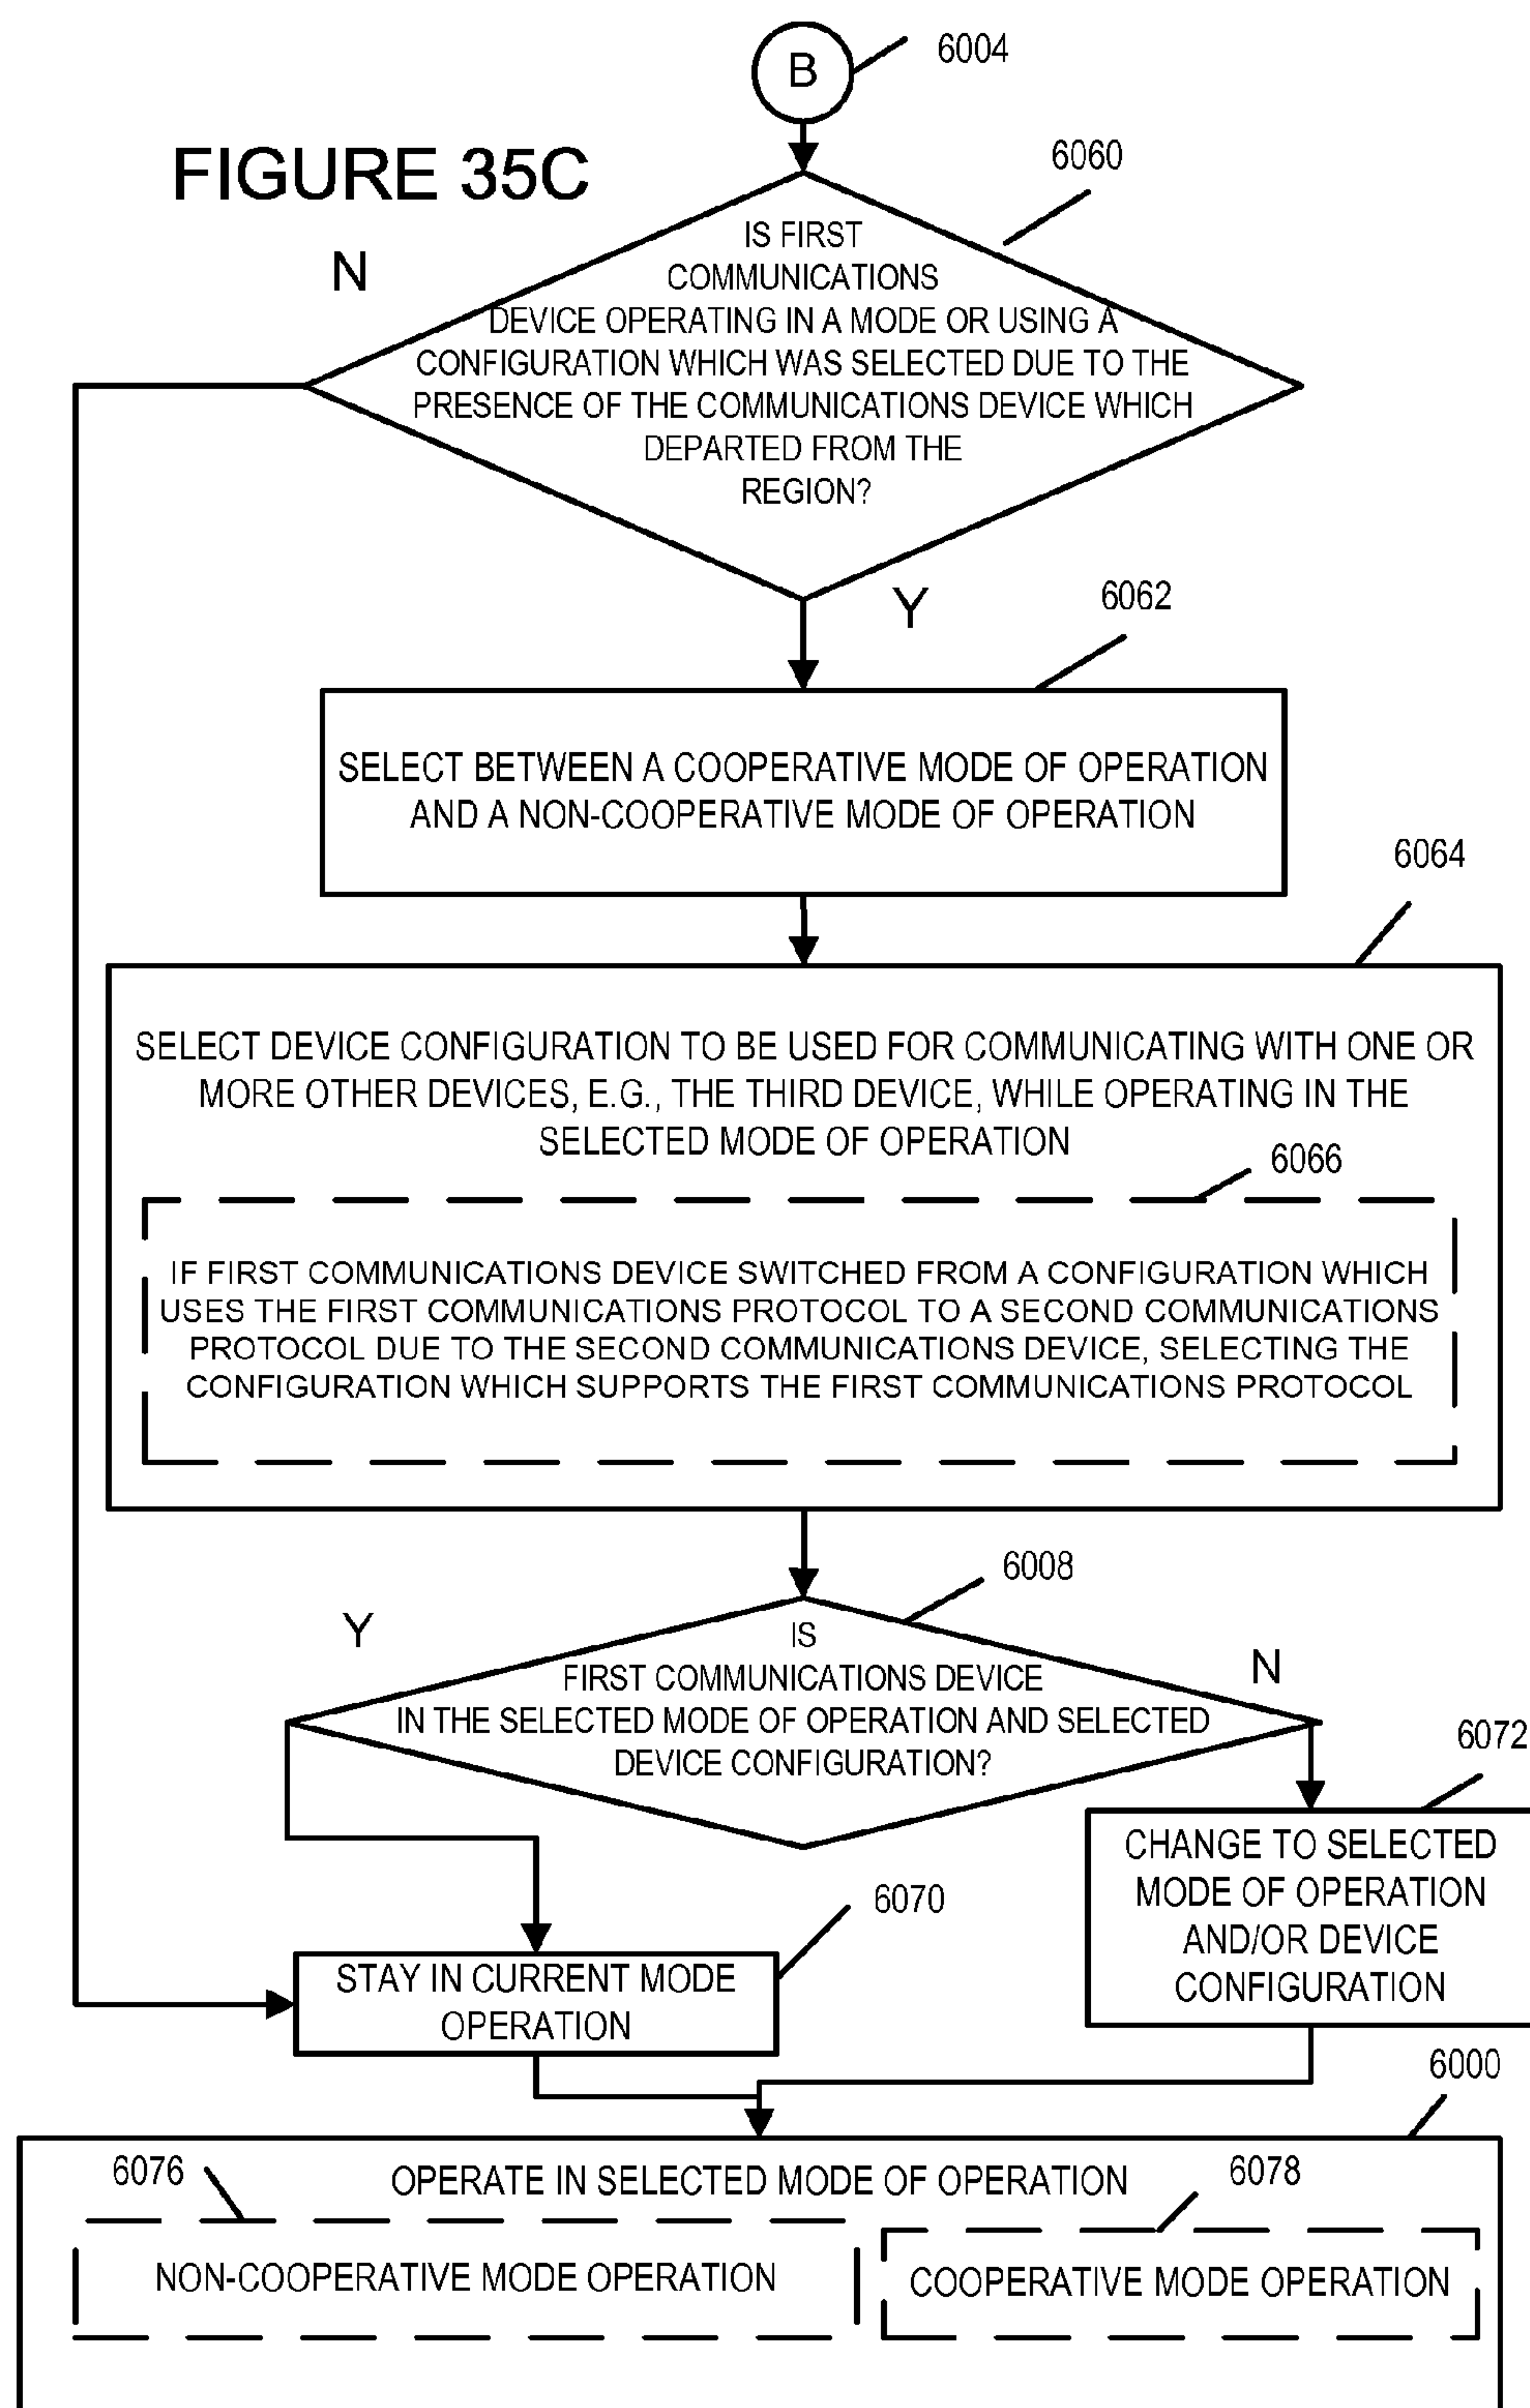 B
6004
FIGURE 35C
6060
N
IS FIRST
COMMUNICATIONS
DEVICE OPERATING IN A MODE OR USING A
CONFIGURATION WHICH WAS SELECTED DUE TO THE
PRESENCE OF THE COMMUNICATIONS DEVICE WHICH
DEPARTED FROM THE
REGION?
Y
6062
SELECT BETWEEN A COOPERATIVE MODE OF OPERATION
AND A NON-COOPERATIVE MODE OF OPERATION
6064
SELECT DEVICE CONFIGURATION TO BE USED FOR COMMUNICATING WITH ONE OR
MORE OTHER DEVICES, E.G., THE THIRD DEVICE, WHILE OPERATING IN THE
SELECTED MODE OF OPERATION
6066
IF FIRST COMMUNICATIONS DEVICE SWITCHED FROM A CONFIGURATION WHICH
USES THE FIRST COMMUNICATIONS PROTOCOL TO A SECOND COMMUNICATIONS
PROTOCOL DUE TO THE SECOND COMMUNICATIONS DEVICE, SELECTING THE
CONFIGURATION WHICH SUPPORTS THE FIRST COMMUNICATIONS PROTOCOL
6008
Y
IS
FIRST COMMUNICATIONS DEVICE
IN THE SELECTED MODE OF OPERATION AND SELECTED
DEVICE CONFIGURATION?
N
6072
CHANGE TO SELECTED
MODE OF OPERATION
AND/OR DEVICE
CONFIGURATION
6070
STAY IN CURRENT MODE
OPERATION
6000
6076
OPERATE IN SELECTED MODE OF OPERATION
6078
NON-COOPERATIVE MODE OPERATION
COOPERATIVE MODE OPERATION